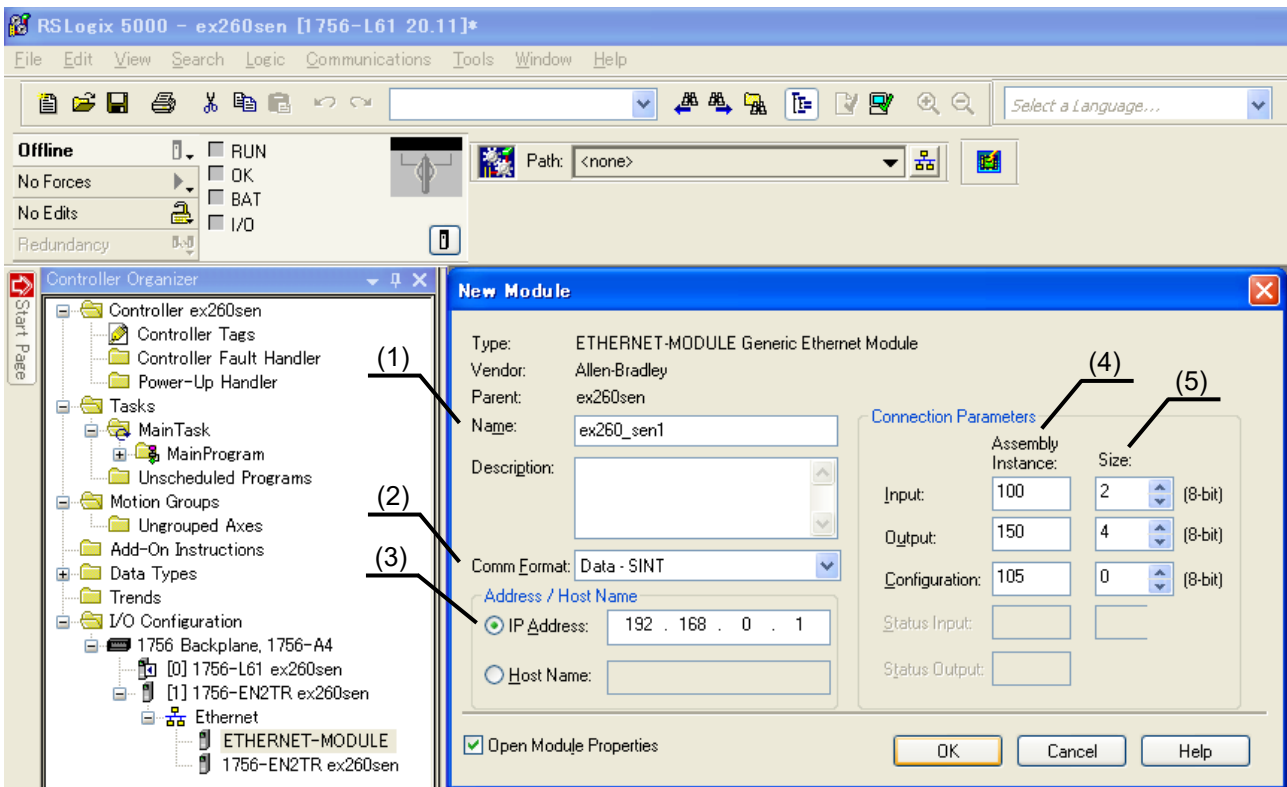 RSLogix 5000 - ex260sen [1756-L61 20.11]*
File Edit View Search Logic Communications Tools Window Help
Select a Language...
Offline
RUN
No Forces
OK
BAT
No Edits
I/O
Redundancy
Path: <none>
Start Page
Controller Organizer
Controller ex260sen
Controller Tags
Controller Fault Handler
Power-Up Handler
Tasks
MainTask
MainProgram
Unscheduled Programs
Motion Groups
Ungrouped Axes
Add-On Instructions
Data Types
Trends
I/O Configuration
1756 Backplane, 1756-A4
[0] 1756-L61 ex260sen
[1] 1756-EN2TR ex260sen
Ethernet
ETHERNET-MODULE
1756-EN2TR ex260sen
(1)
(2)
(3)
New Module
Type: ETHERNET-MODULE Generic Ethernet Module
Vendor: Allen-Bradley
Parent: ex260sen
Name: ex260_sen1
Description:
Comm Format: Data - SINT
Address / Host Name
IP Address: 192 . 168 . 0 . 1
Host Name:
(4)
(5)
Connection Parameters
Assembly
Instance: Size:
Input: 100 2 (8-bit)
Output: 150 4 (8-bit)
Configuration: 105 0 (8-bit)
Status Input:
Status Output:
Open Module Properties
OK Cancel Help